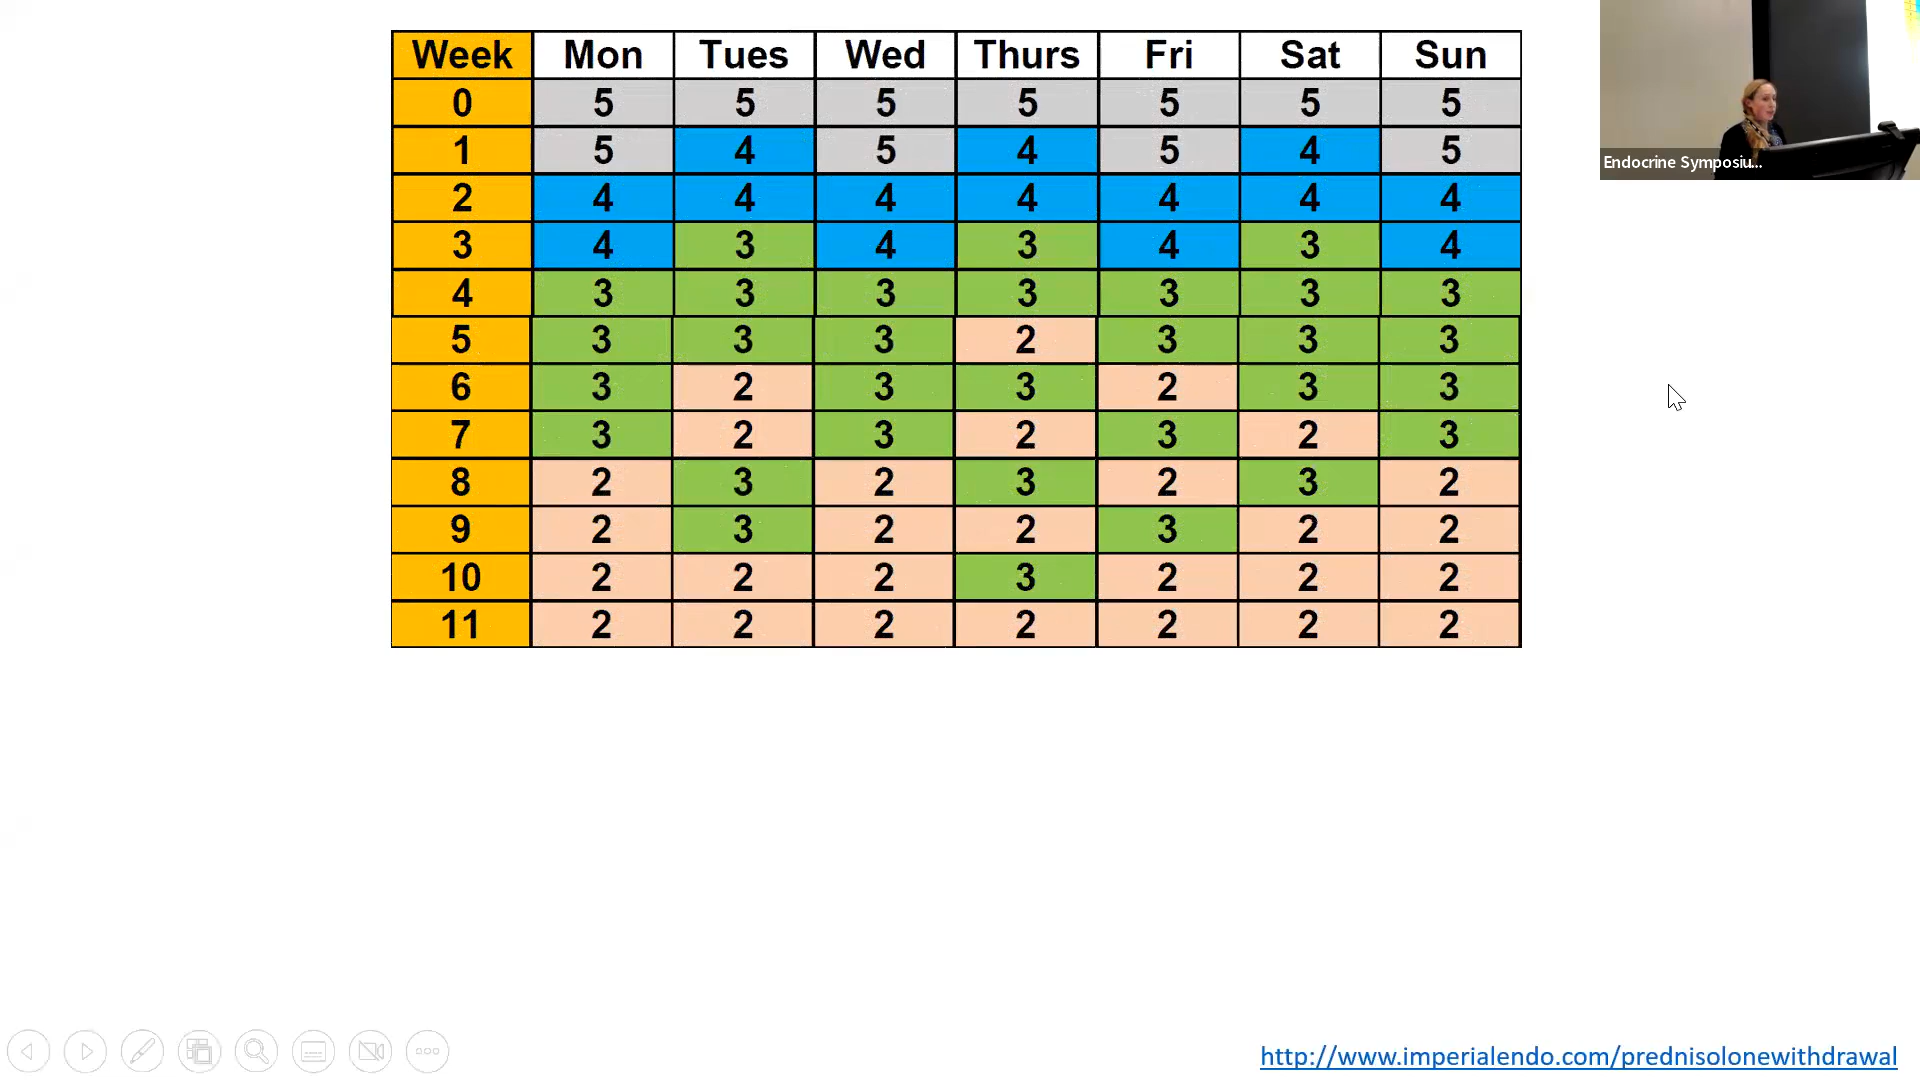 Week Mon Tues Wed Thurs Fri Sat Sun
0 5 5 5 5 5 5 5
1 5 4 5 4 5 4 5
2 4 4 4 4 4 4 4
3 4 3 4 3 4 3 4
4 3 3 3 3 3 3 3
5 3 3 3 2 3 3 3
6 3 2 3 3 2 3 3
7 3 2 3 2 3 2 3
8 2 3 2 3 2 3 2
9 2 3 2 2 3 2 2
10 2 2 2 3 2 2 2
11 2 2 2 2 2 2 2
Endocrine Symposiu...
http://www.imperialendo.com/prednisolonewithdrawal